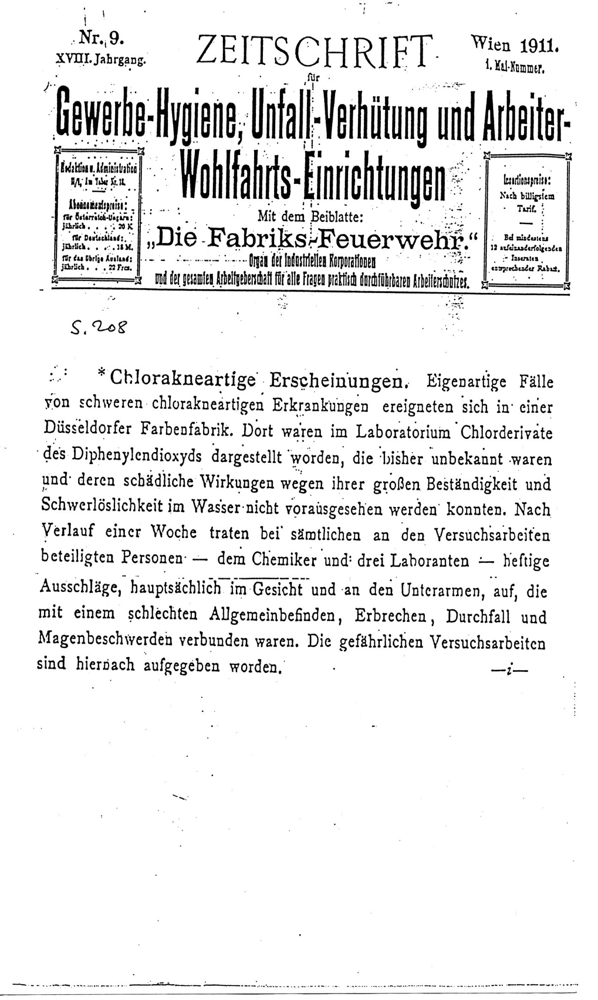 Nr. 9.
XVIII. Jahrgang.
ZEITSCHRIFT
Wien 1911.
1. Mai-Nummer.
für
Gewerbe-Hygiene, Unfall-Verhütung und Arbeiter-
Wohlfahrts-Einrichtungen
Redaktion u. Administration
II/1, Im Tabor Nr. 18.
Abonnementspreise:
für Österreich-Ungarn:
jährlich . . . . 20 K
für Deutschland:
jährlich . . . . 18 M.
für das übrige Ausland:
jährlich . . . 22 Frcs.
Mit dem Beiblatte:
„Die Fabriks-Feuerwehr.“
Organ der Industriellen Korporationen
und der gesamten Arbeitgeberschaft für alle Fragen praktisch durchführbaren Arbeiterschutzes.
Insertionspreise:
Nach billigstem
Tarif.
Bei mindestens
12 aufeinanderfolgenden
Inseraten
entsprechender Rabatt.
S. 208
* Chlorakneartige Erscheinungen. Eigenartige Fälle
von schweren chlorakneartigen Erkrankungen ereigneten sich in einer
Düsseldorfer Farbenfabrik. Dort waren im Laboratorium Chlorderivate
des Diphenylendioxyds dargestellt worden, die bisher unbekannt waren
und deren schädliche Wirkungen wegen ihrer großen Beständigkeit und
Schwerlöslichkeit im Wasser nicht vorausgesehen werden konnten. Nach
Verlauf einer Woche traten bei sämtlichen an den Versuchsarbeiten
beteiligten Personen — dem Chemiker und drei Laboranten — heftige
Ausschläge, hauptsächlich im Gesicht und an den Unterarmen, auf, die
mit einem schlechten Allgemeinbefinden, Erbrechen, Durchfall und
Magenbeschwerden verbunden waren. Die gefährlichen Versuchsarbeiten
sind hiernach aufgegeben worden.
—i—